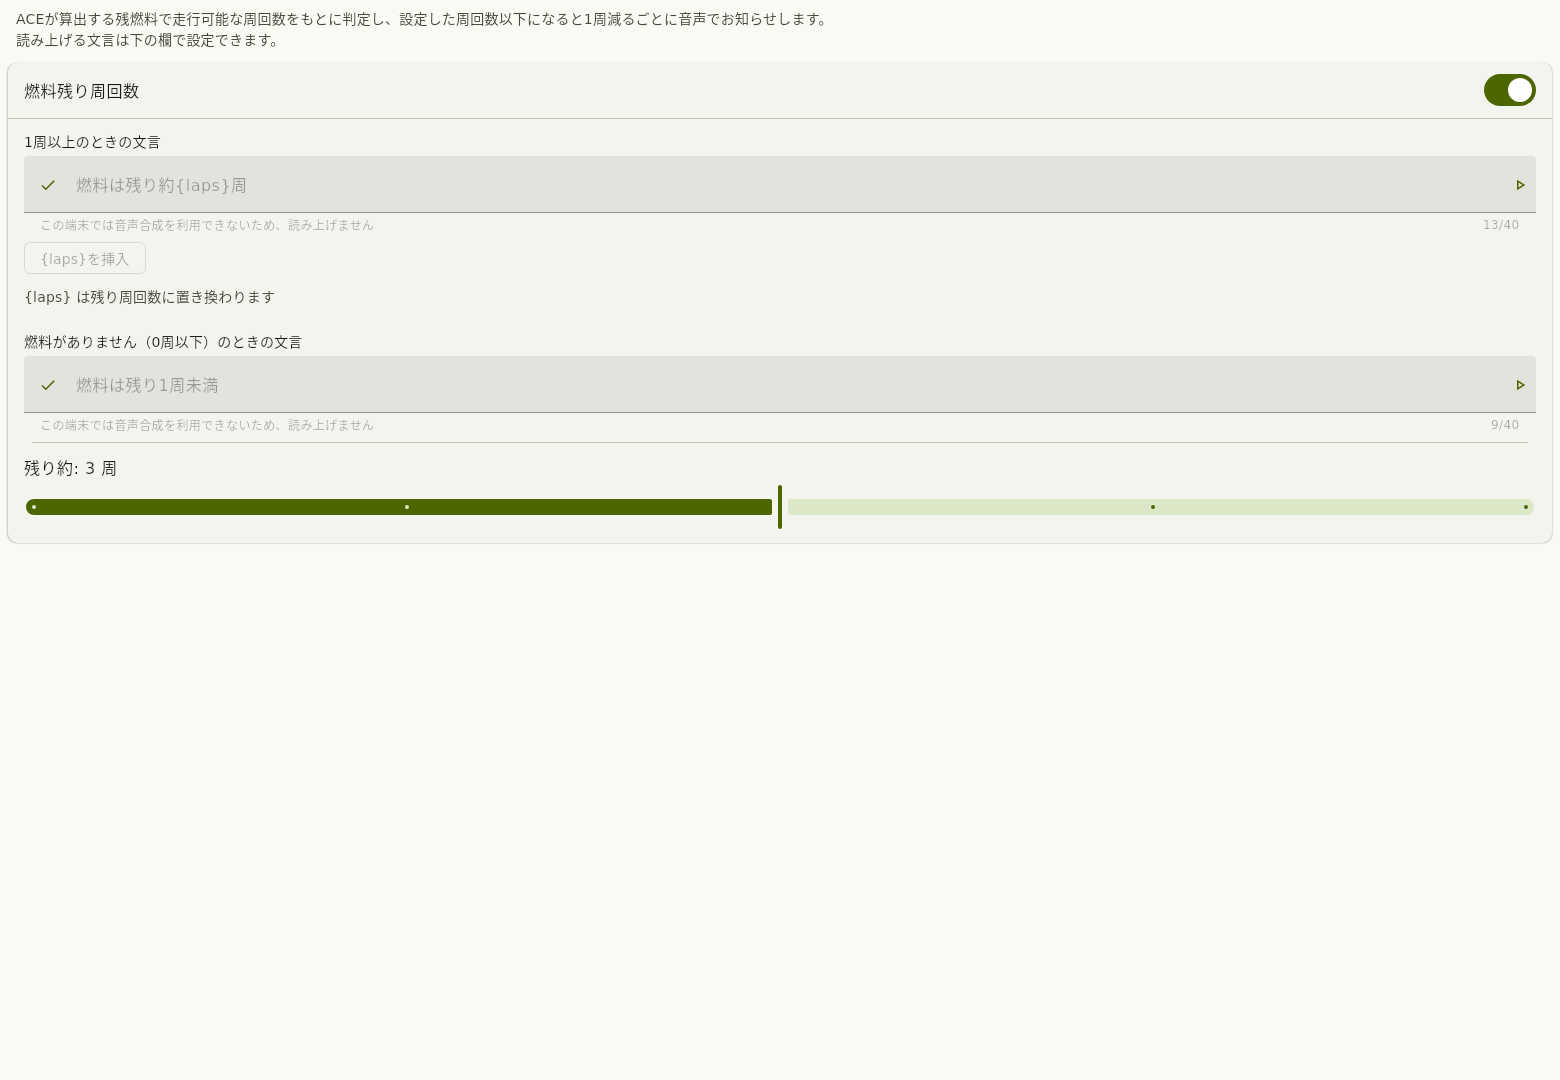 ACEが算出する残燃料で走行可能な周回数をもとに判定し、設定した周回数以下になると1周減るごとに音声でお知らせします。
読み上げる文言は下の欄で設定できます。
燃料残り周回数
1周以上のときの文言
燃料は残り約{laps}周
この端末では音声合成を利用できないため、読み上げません
13/40
{laps}を挿入
{laps} は残り周回数に置き換わります
燃料がありません（0周以下）のときの文言
燃料は残り1周未満
この端末では音声合成を利用できないため、読み上げません
9/40
残り約: 3 周